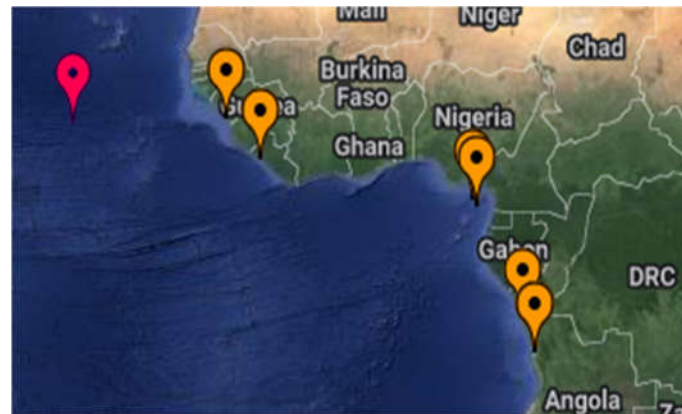 Mali
Niger
Chad
Burkina
Faso
Nigeria
Ghana
Gabon
DRC
Angola